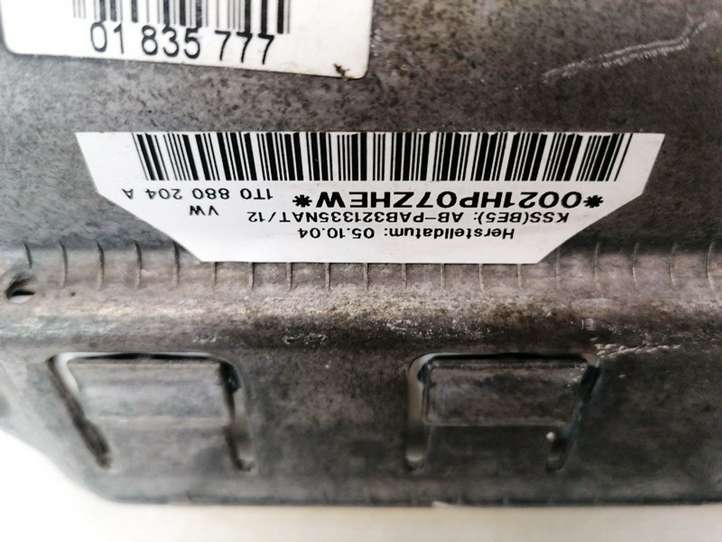 01 835 777
Herstelldatum: 05.10.04
KSS(BE5): AB-PAB321335NAT/12
*0021HP07ZHEW*
VW
1T0 880 204 A